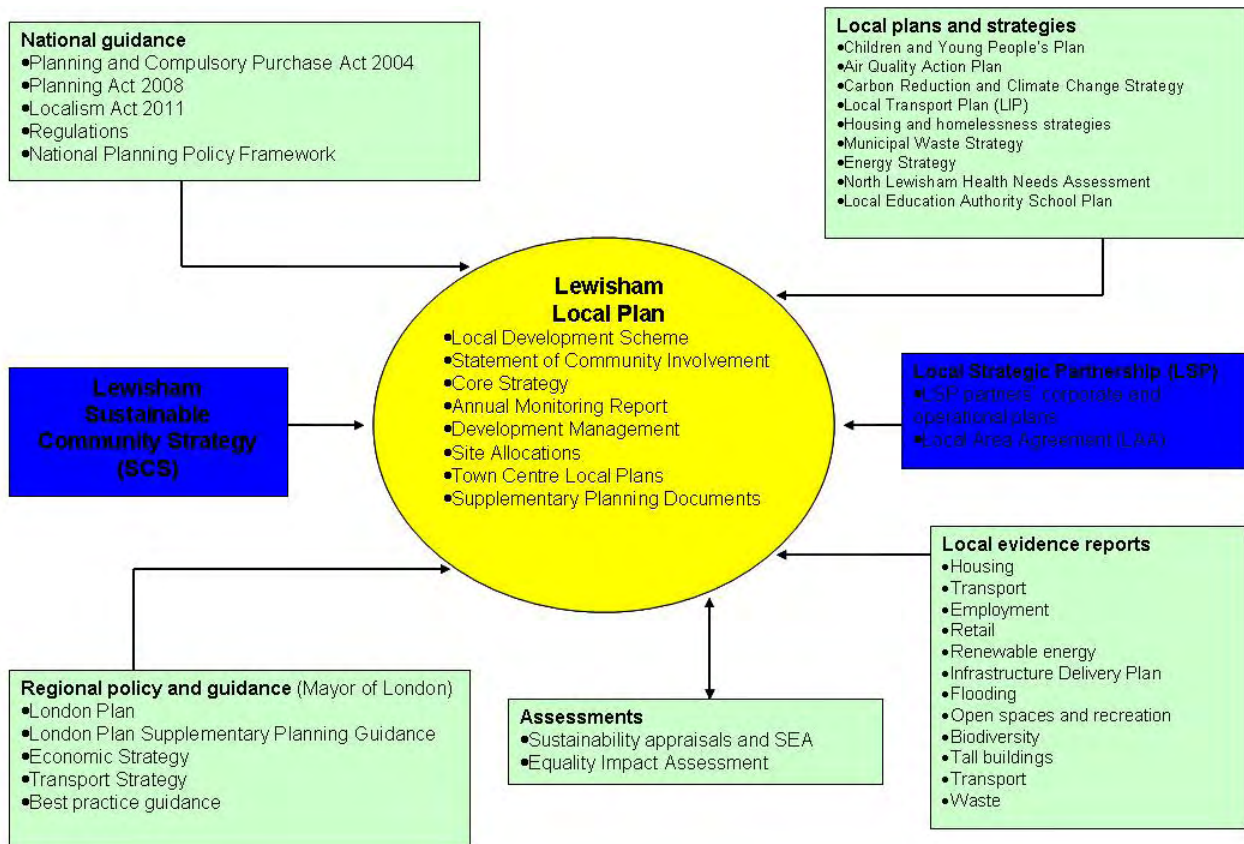 National guidance
•Planning and Compulsory Purchase Act 2004
•Planning Act 2008
•Localism Act 2011
•Regulations
•National Planning Policy Framework
Local plans and strategies
•Children and Young People's Plan
•Air Quality Action Plan
•Carbon Reduction and Climate Change Strategy
•Local Transport Plan (LIP)
•Housing and homelessness strategies
•Municipal Waste Strategy
•Energy Strategy
•North Lewisham Health Needs Assessment
•Local Education Authority School Plan
Lewisham
Local Plan
•Local Development Scheme
•Statement of Community Involvement
•Core Strategy
•Annual Monitoring Report
•Development Management
•Site Allocations
•Town Centre Local Plans
•Supplementary Planning Documents
Lewisham
Sustainable
Community Strategy
(SCS)
Local Strategic Partnership (LSP)
•LSP partners' corporate and
operational plans
•Local Area Agreement (LAA)
Regional policy and guidance (Mayor of London)
•London Plan
•London Plan Supplementary Planning Guidance
•Economic Strategy
•Transport Strategy
•Best practice guidance
Assessments
•Sustainability appraisals and SEA
•Equality Impact Assessment
Local evidence reports
•Housing
•Transport
•Employment
•Retail
•Renewable energy
•Infrastructure Delivery Plan
•Flooding
•Open spaces and recreation
•Biodiversity
•Tall buildings
•Transport
•Waste